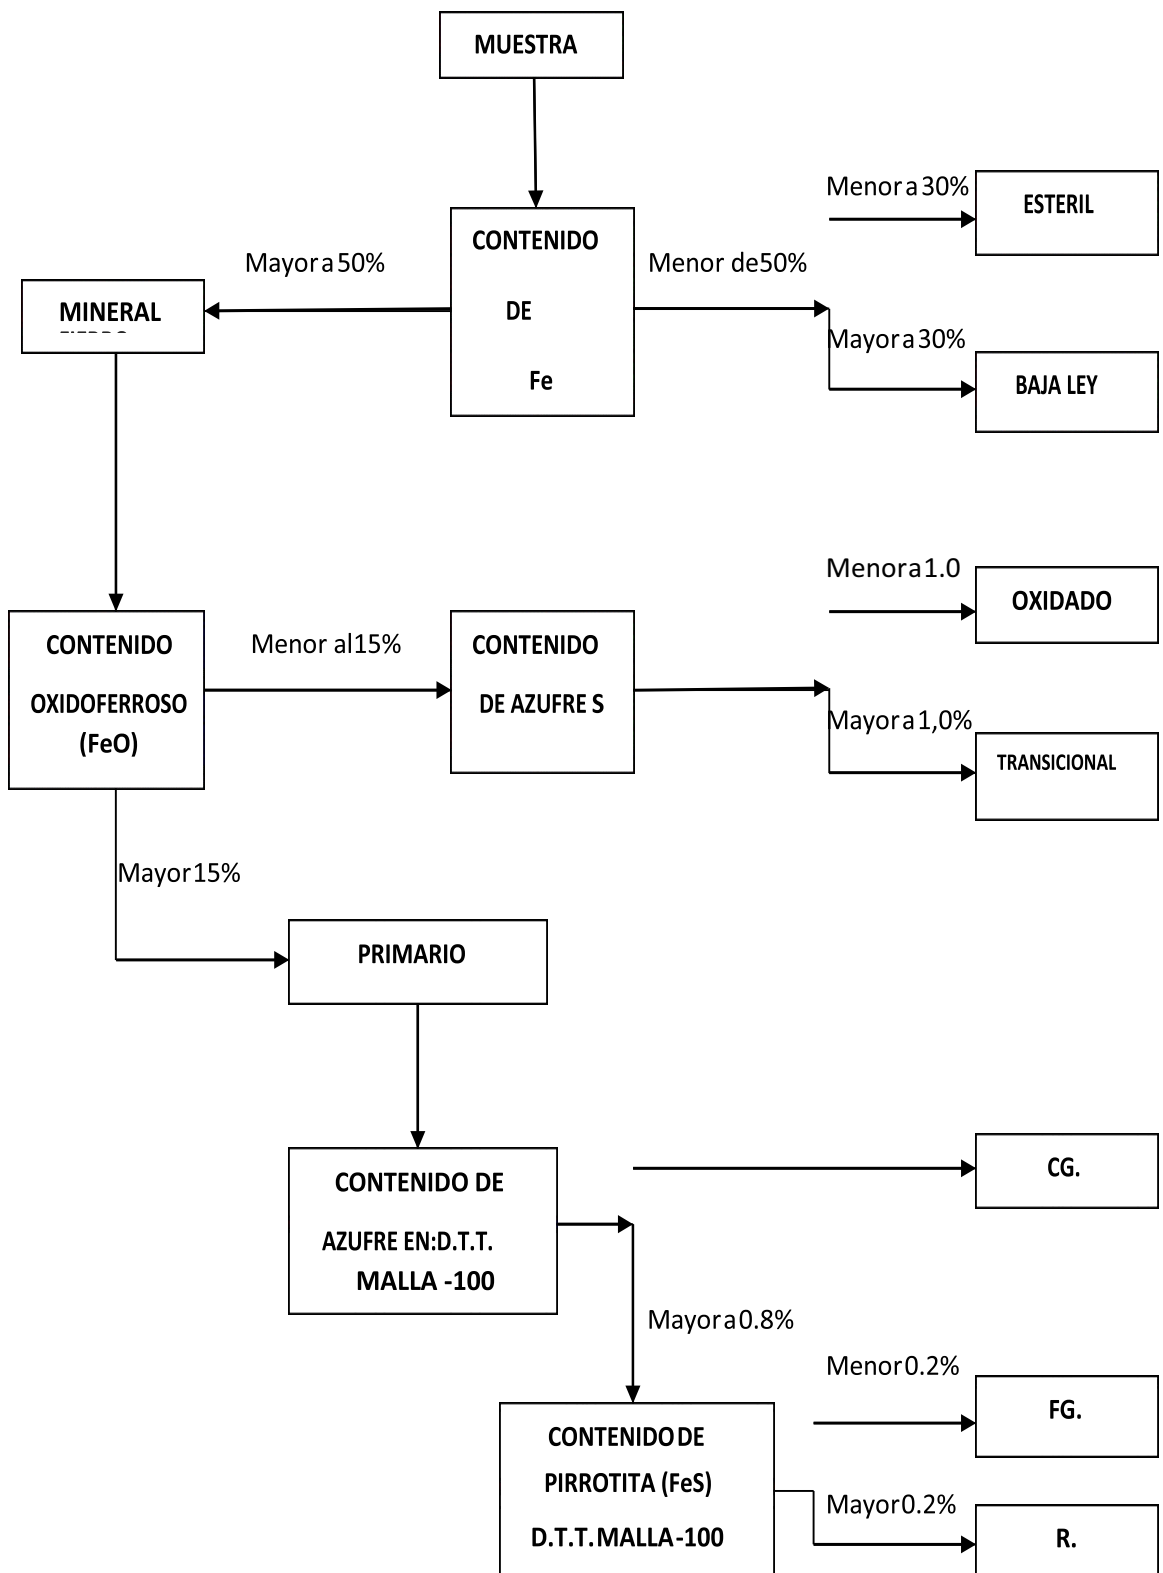 MUESTRA
Menor a 30%
ESTERIL
CONTENIDO
DE
Fe
Mayor a 50%
Menor de 50%
MINERAL
Mayor a 30%
BAJA LEY
Menor a 1.0
OXIDADO
CONTENIDO
OXIDOFERROSO
(FeO)
Menor al 15%
CONTENIDO
DE AZUFRE S
Mayor a 1,0%
TRANSICIONAL
Mayor 15%
PRIMARIO
CG.
CONTENIDO DE
AZUFRE EN:D.T.T.
MALLA -100
Mayor a 0.8%
Menor 0.2%
FG.
CONTENIDO DE
PIRROTITA (FeS)
D.T.T. MALLA -100
Mayor 0.2%
R.